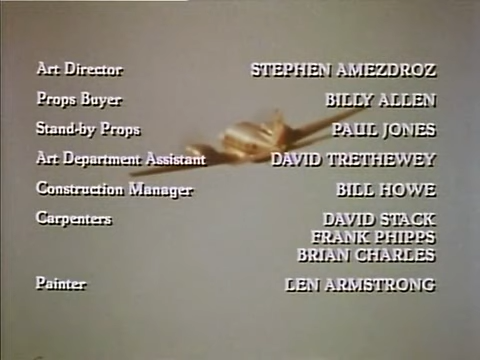 Art Director STEPHEN AMEZDROZ
Props Buyer BILLY ALLEN
Stand-by Props PAUL JONES
Art Department Assistant DAVID TRETHEWEY
Construction Manager BILL HOWE
Carpenters DAVID STACK
FRANK PHIPPS
BRIAN CHARLES
Painter LEN ARMSTRONG